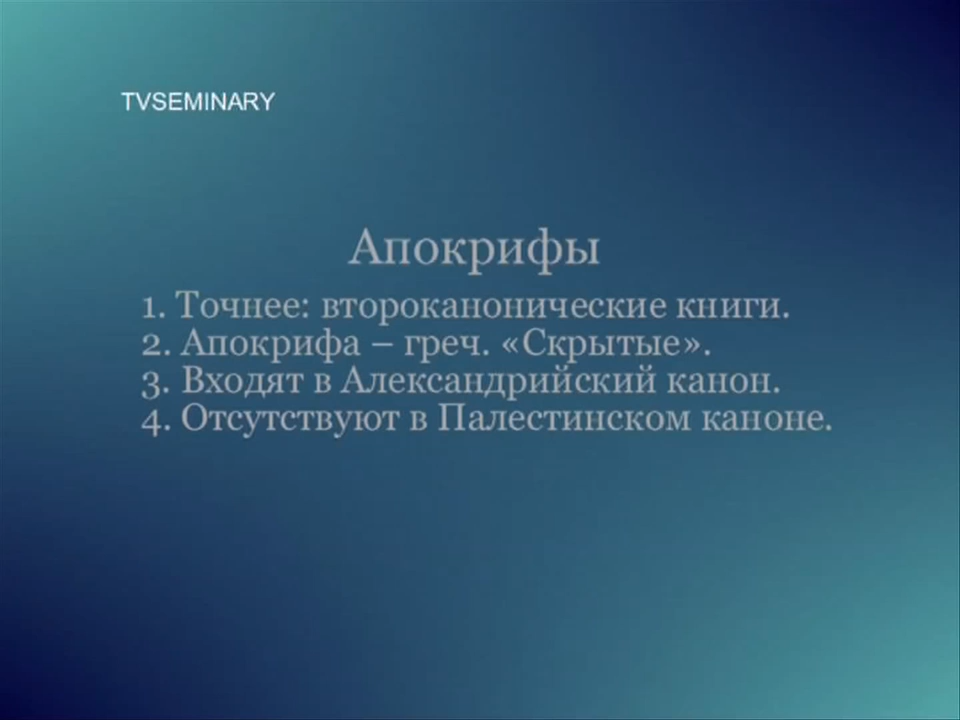 TVSEMINARY
Апокрифы
1. Точнее: второканонические книги.
2. Апокрифа – греч. «Скрытые».
3. Входят в Александрийский канон.
4. Отсутствуют в Палестинском каноне.